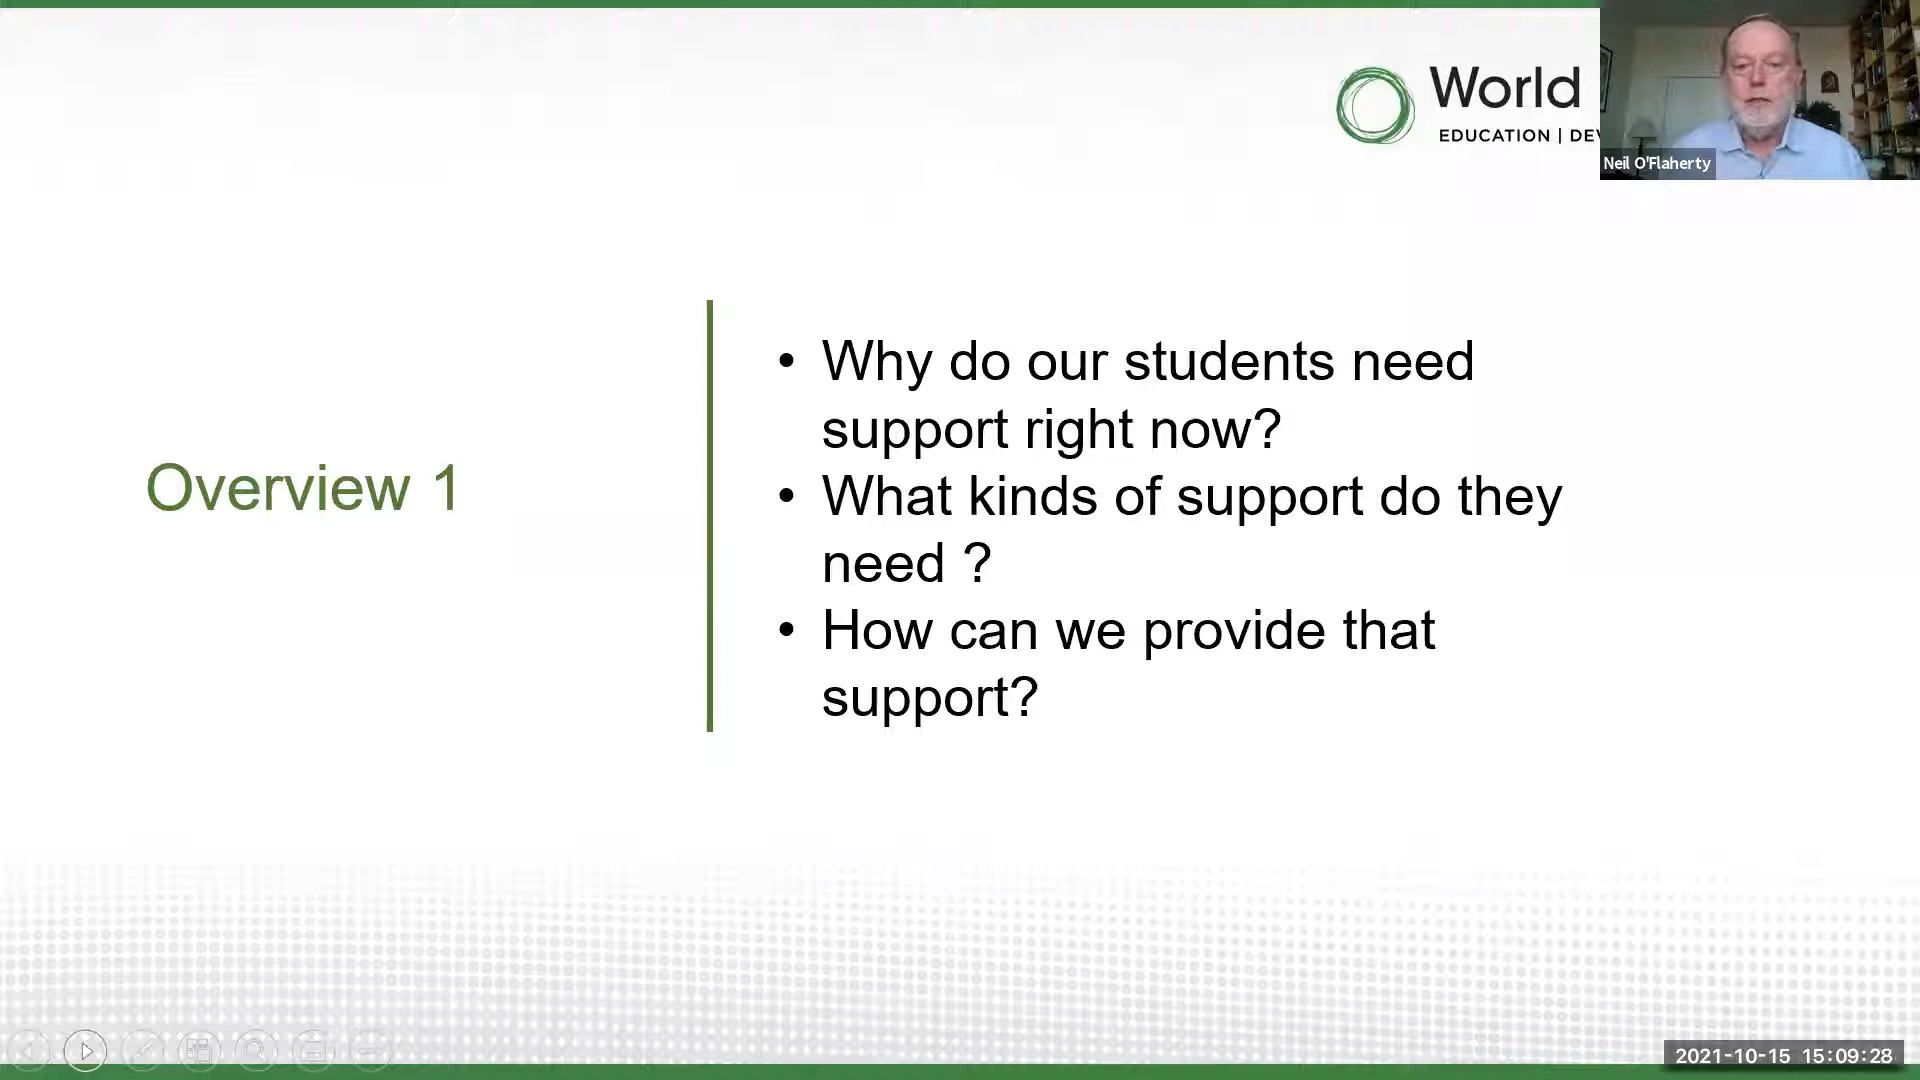 World
EDUCATION | DEV
Neil O'Flaherty
Overview 1
• Why do our students need
support right now?
• What kinds of support do they
need ?
• How can we provide that
support?
2021-10-15 15:09:28